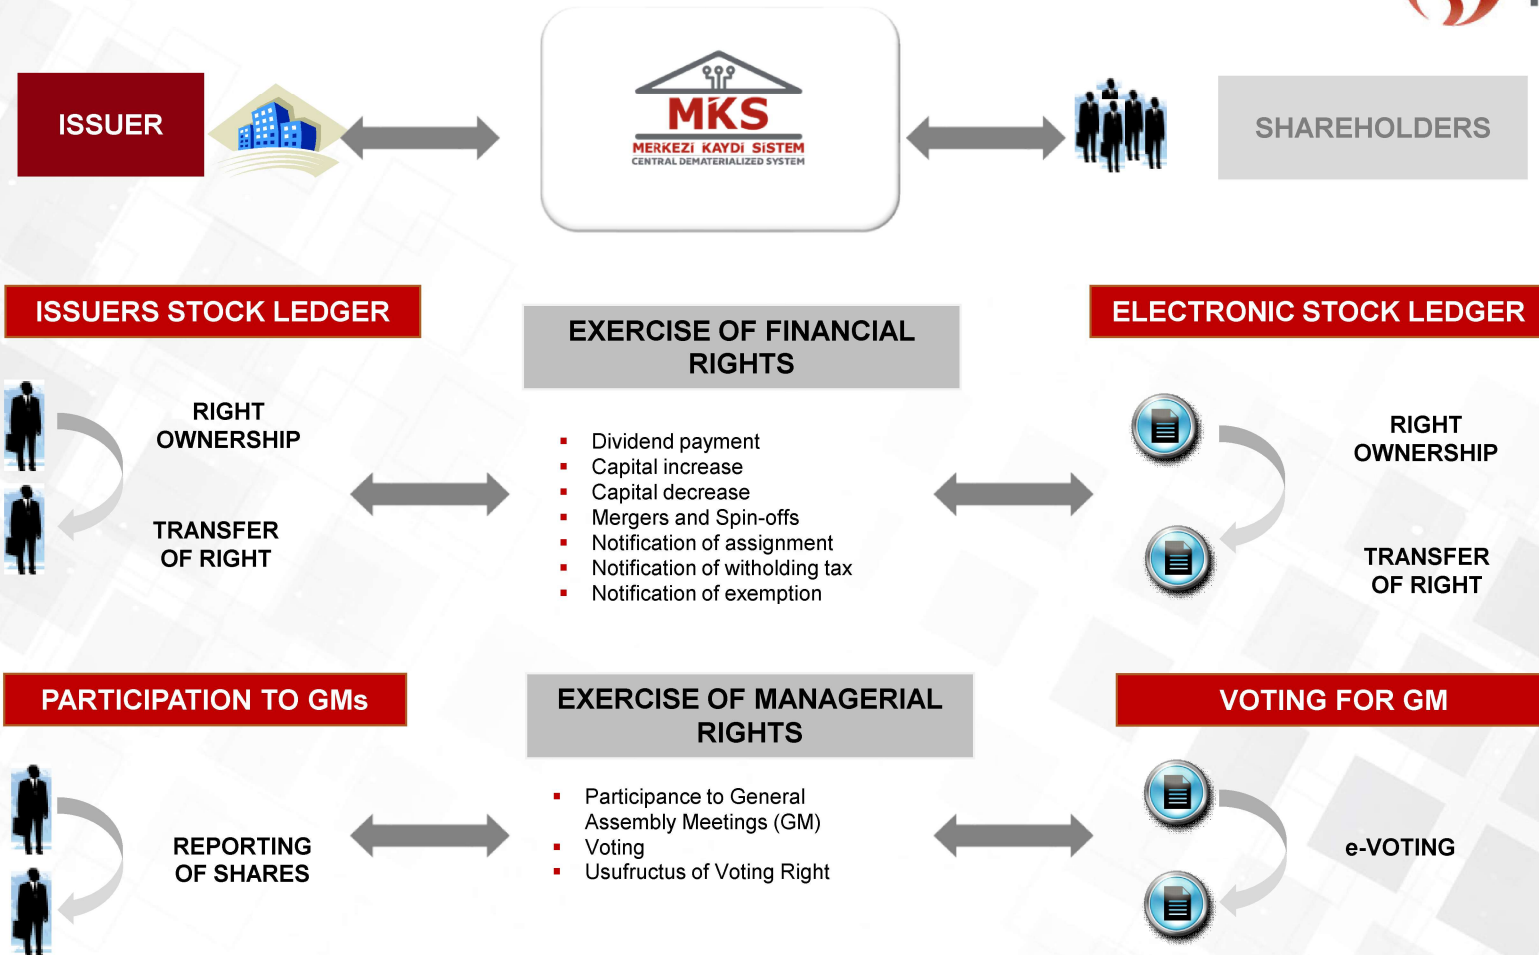 ISSUER
MKS
MERKEZİ KAYDİ SİSTEM
CENTRAL DEMATERIALIZED SYSTEM
SHAREHOLDERS
ISSUERS STOCK LEDGER
EXERCISE OF FINANCIAL
RIGHTS
ELECTRONIC STOCK LEDGER
RIGHT
OWNERSHIP
TRANSFER
OF RIGHT
▪ Dividend payment
▪ Capital increase
▪ Capital decrease
▪ Mergers and Spin-offs
▪ Notification of assignment
▪ Notification of witholding tax
▪ Notification of exemption
RIGHT
OWNERSHIP
TRANSFER
OF RIGHT
PARTICIPATION TO GMs
EXERCISE OF MANAGERIAL
RIGHTS
VOTING FOR GM
REPORTING
OF SHARES
▪ Participance to General
Assembly Meetings (GM)
▪ Voting
▪ Usufructus of Voting Right
e-VOTING